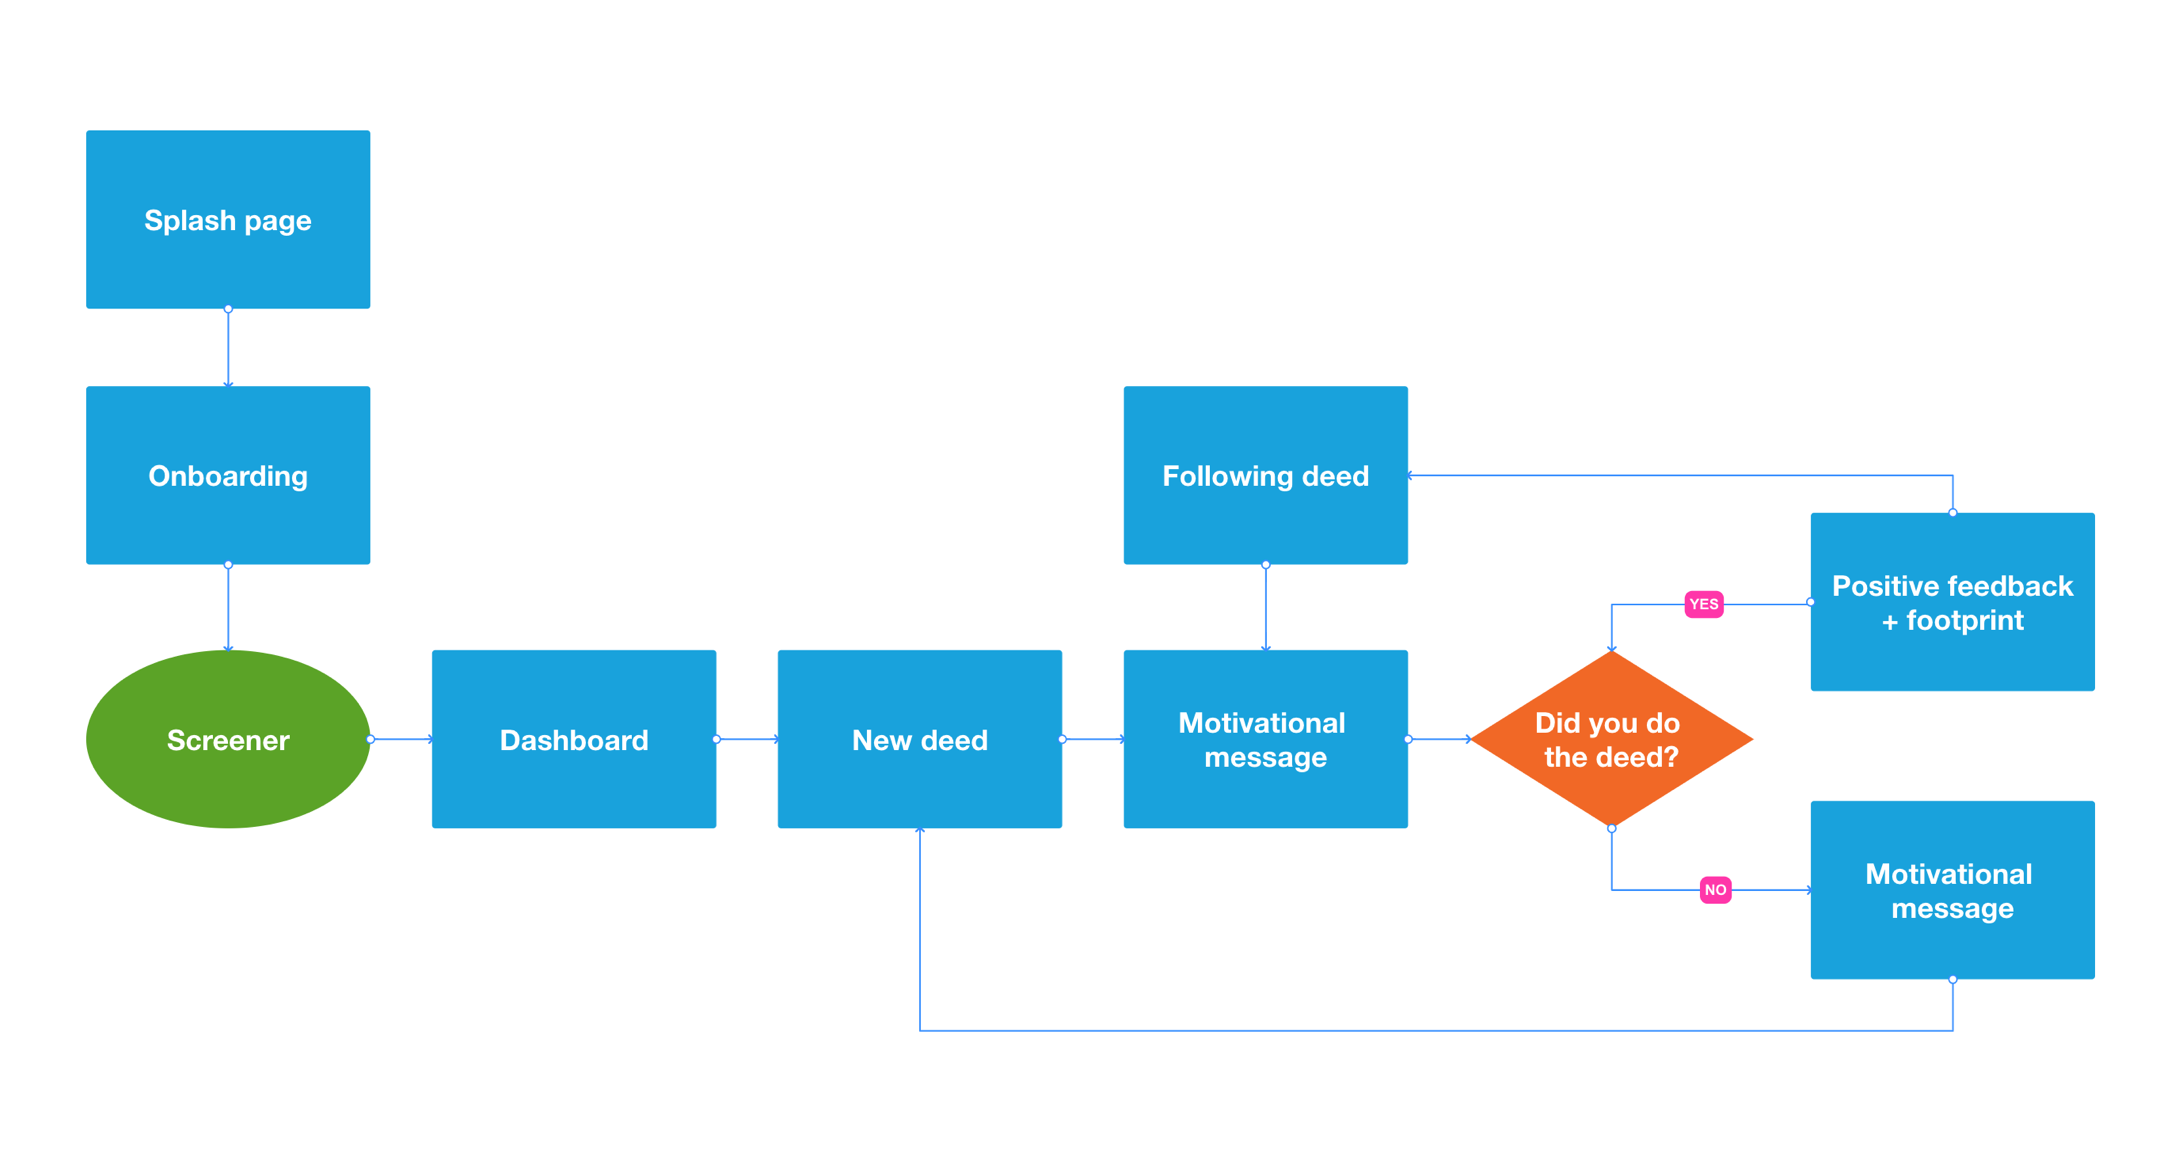 Splash page
Onboarding
Following deed
Positive feedback
+ footprint
YES
Screener
Dashboard
New deed
Motivational
message
Did you do
the deed?
NO
Motivational
message